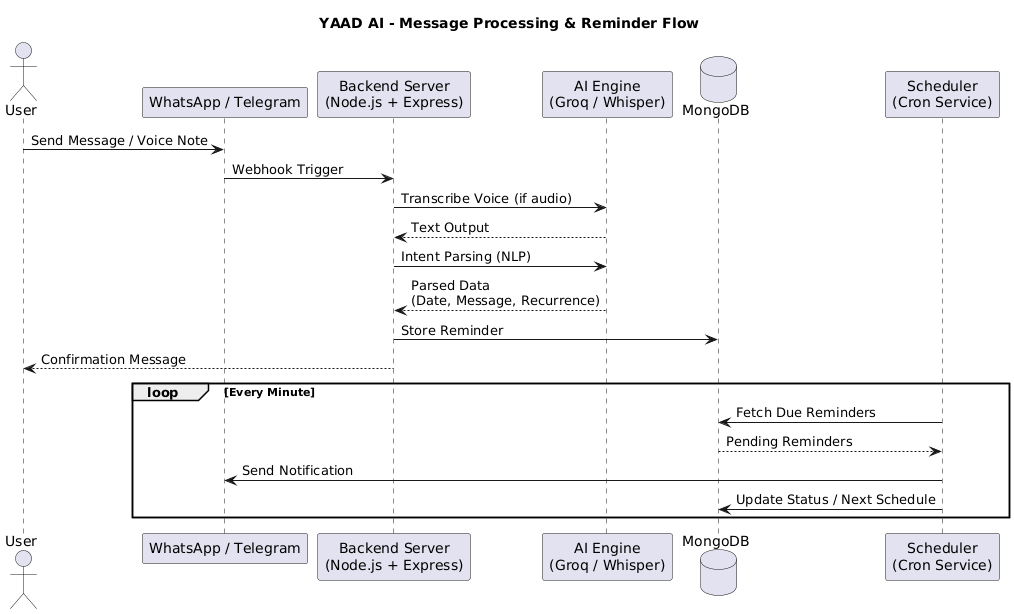 YAAD AI - Message Processing & Reminder Flow
User
WhatsApp / Telegram
Backend Server
(Node.js + Express)
AI Engine
(Groq / Whisper)
MongoDB
Scheduler
(Cron Service)
Send Message / Voice Note
Webhook Trigger
Transcribe Voice (if audio)
Text Output
Intent Parsing (NLP)
Parsed Data
(Date, Message, Recurrence)
Store Reminder
Confirmation Message
loop [Every Minute]
Fetch Due Reminders
Pending Reminders
Send Notification
Update Status / Next Schedule
User
WhatsApp / Telegram
Backend Server
(Node.js + Express)
AI Engine
(Groq / Whisper)
MongoDB
Scheduler
(Cron Service)